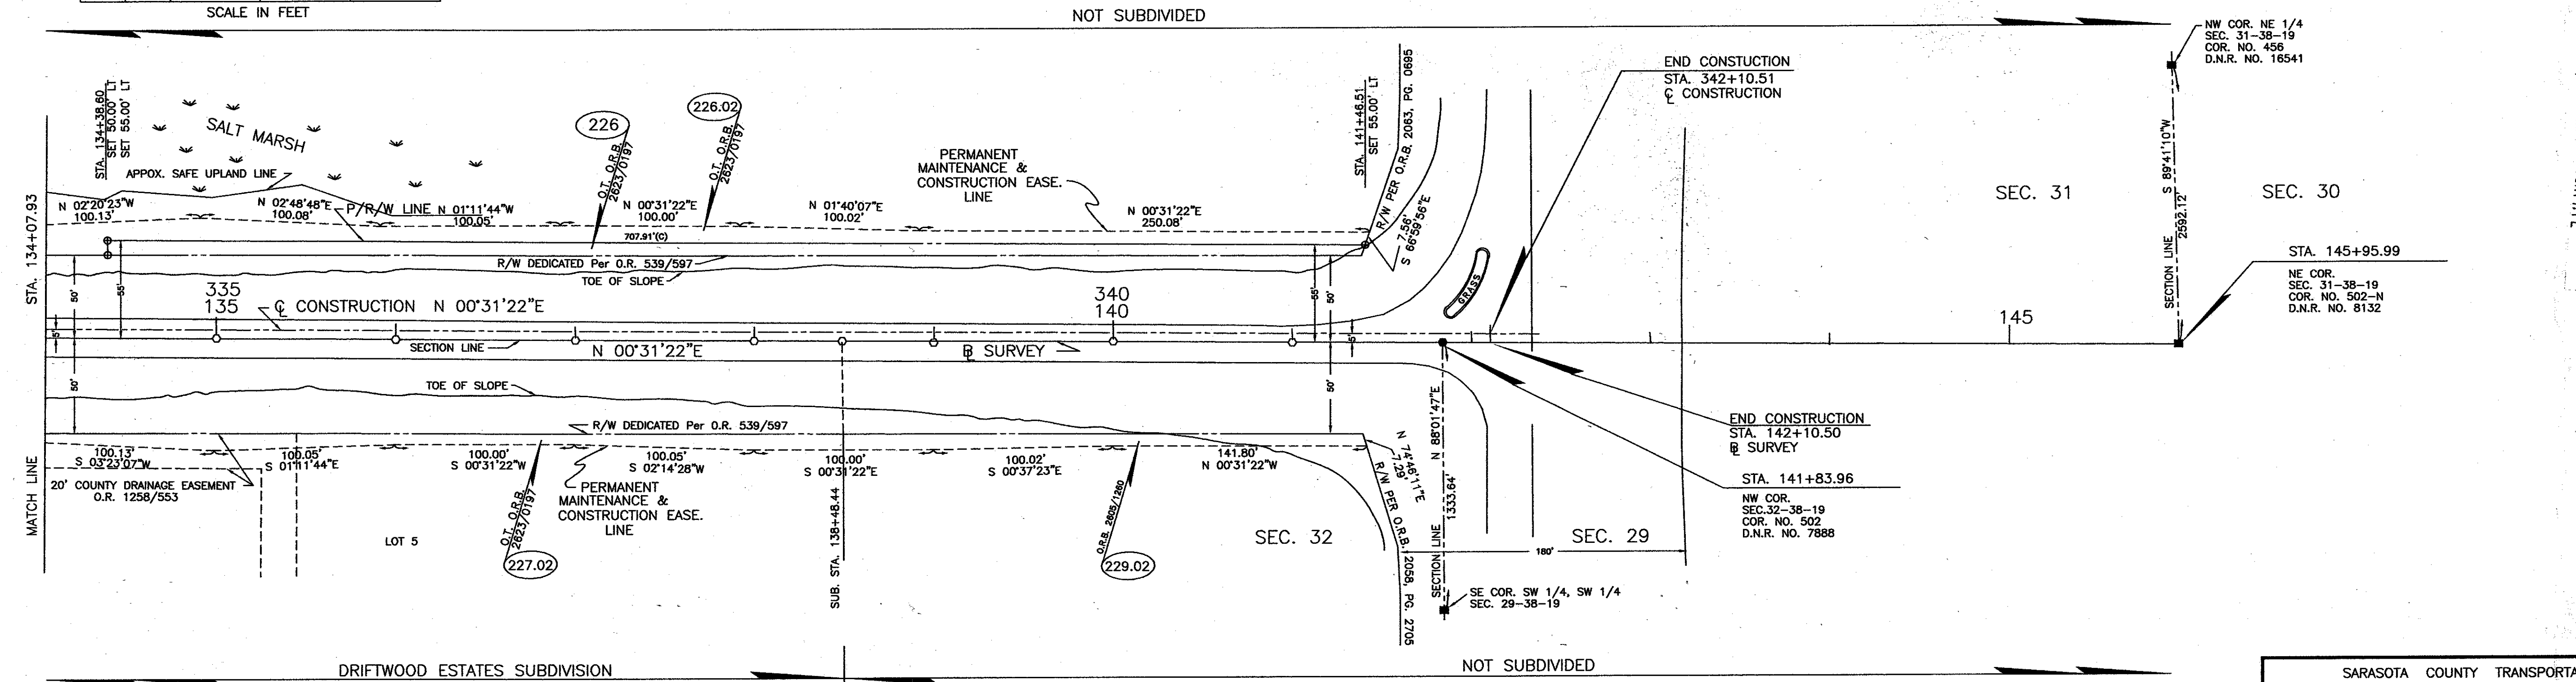 SCALE IN FEET
NOT SUBDIVIDED
NW COR. NE 1/4
SEC. 31-38-19
COR. NO. 456
D.N.R. NO. 16541
END CONSTUCTION
STA. 342+10.51
℄ CONSTRUCTION
STA. 134+38.60
SET 50.00' LT
SET 55.00' LT
SALT MARSH
226
O.T. O.R.B.
2623/0197
226.02
O.T. O.R.B.
2623/0197
STA. 141+46.51
SET 55.00' LT
R/W PER O.R.B. 2063, PG. 0695
PERMANENT
MAINTENANCE &
CONSTRUCTION EASE.
LINE
APPOX. SAFE UPLAND LINE
N 02°20'23"W
100.13'
N 02°48'48"E
100.08'
P/R/W LINE
N 01°11'44"W
100.05'
N 00°31'22"E
100.00'
N 01°40'07"E
100.02'
N 00°31'22"E
250.08'
7.56'
S 66°59'56"E
SEC. 31
SEC. 30
SECTION LINE
S 89°41'10"W
2592.12'
STA. 134+07.93
707.91'(C)
R/W DEDICATED Per O.R. 539/597
TOE OF SLOPE
50'
55'
55'
50'
GRASS
STA. 145+95.99
NE COR.
SEC. 31-38-19
COR. NO. 502-N
D.N.R. NO. 8132
335
135
℄ CONSTRUCTION N 00°31'22"E
340
140
145
5'
5'
SECTION LINE
N 00°31'22"E
B̲L SURVEY
50'
50'
TOE OF SLOPE
R/W DEDICATED Per O.R. 539/597
END CONSTRUCTION
STA. 142+10.50
B̲L SURVEY
100.13'
S 03°23'07"W
100.05'
S 01°11'44"E
100.00'
S 00°31'22"W
100.05'
S 02°14'28"W
100.00'
S 00°31'22"E
100.02'
S 00°37'23"E
141.80'
N 00°31'22"W
N 74°46'11"E
7.29'
R/W PER O.R.B. 2058, PG. 2705
SECTION LINE
N 88°01'47"E
1333.64'
STA. 141+83.96
NW COR.
SEC.32-38-19
COR. NO. 502
D.N.R. NO. 7888
MATCH LINE
20' COUNTY DRAINAGE EASEMENT
O.R. 1258/553
LOT 5
O.T. O.R.B.
2623/0197
227.02
PERMANENT
MAINTENANCE &
CONSTRUCTION EASE.
LINE
SUB. STA. 138+48.44
O.R.B. 2605/1260
229.02
SEC. 32
SEC. 29
180'
SE COR. SW 1/4, SW 1/4
SEC. 29-38-19
DRIFTWOOD ESTATES SUBDIVISION
NOT SUBDIVIDED
SARASOTA COUNTY TRANSPORTA